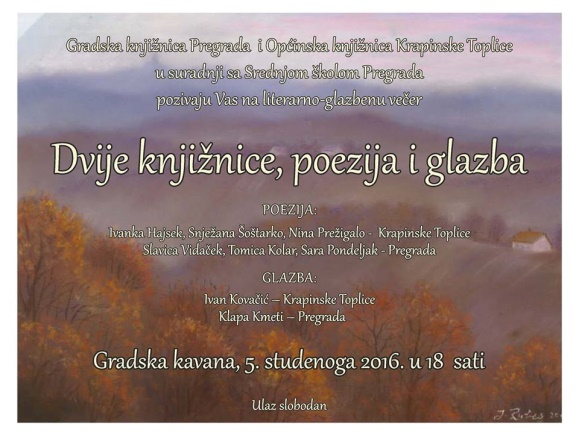 Gradska knjižnica Pregrada i Općinska knjižnica Krapinske Toplice
u suradnji sa Srednjom školom Pregrada
pozivaju Vas na literarno-glazbenu večer
Dvije knjižnice, poezija i glazba
POEZIJA:
Ivanka Hajsek, Snježana Šoštarko, Nina Prežigalo - Krapinske Toplice
Slavica Vidaček, Tomica Kolar, Sara Pondeljak - Pregrada
GLAZBA:
Ivan Kovačić – Krapinske Toplice
Klapa Kmeti – Pregrada
Gradska kavana, 5. studenoga 2016. u 18 sati
Ulaz slobodan